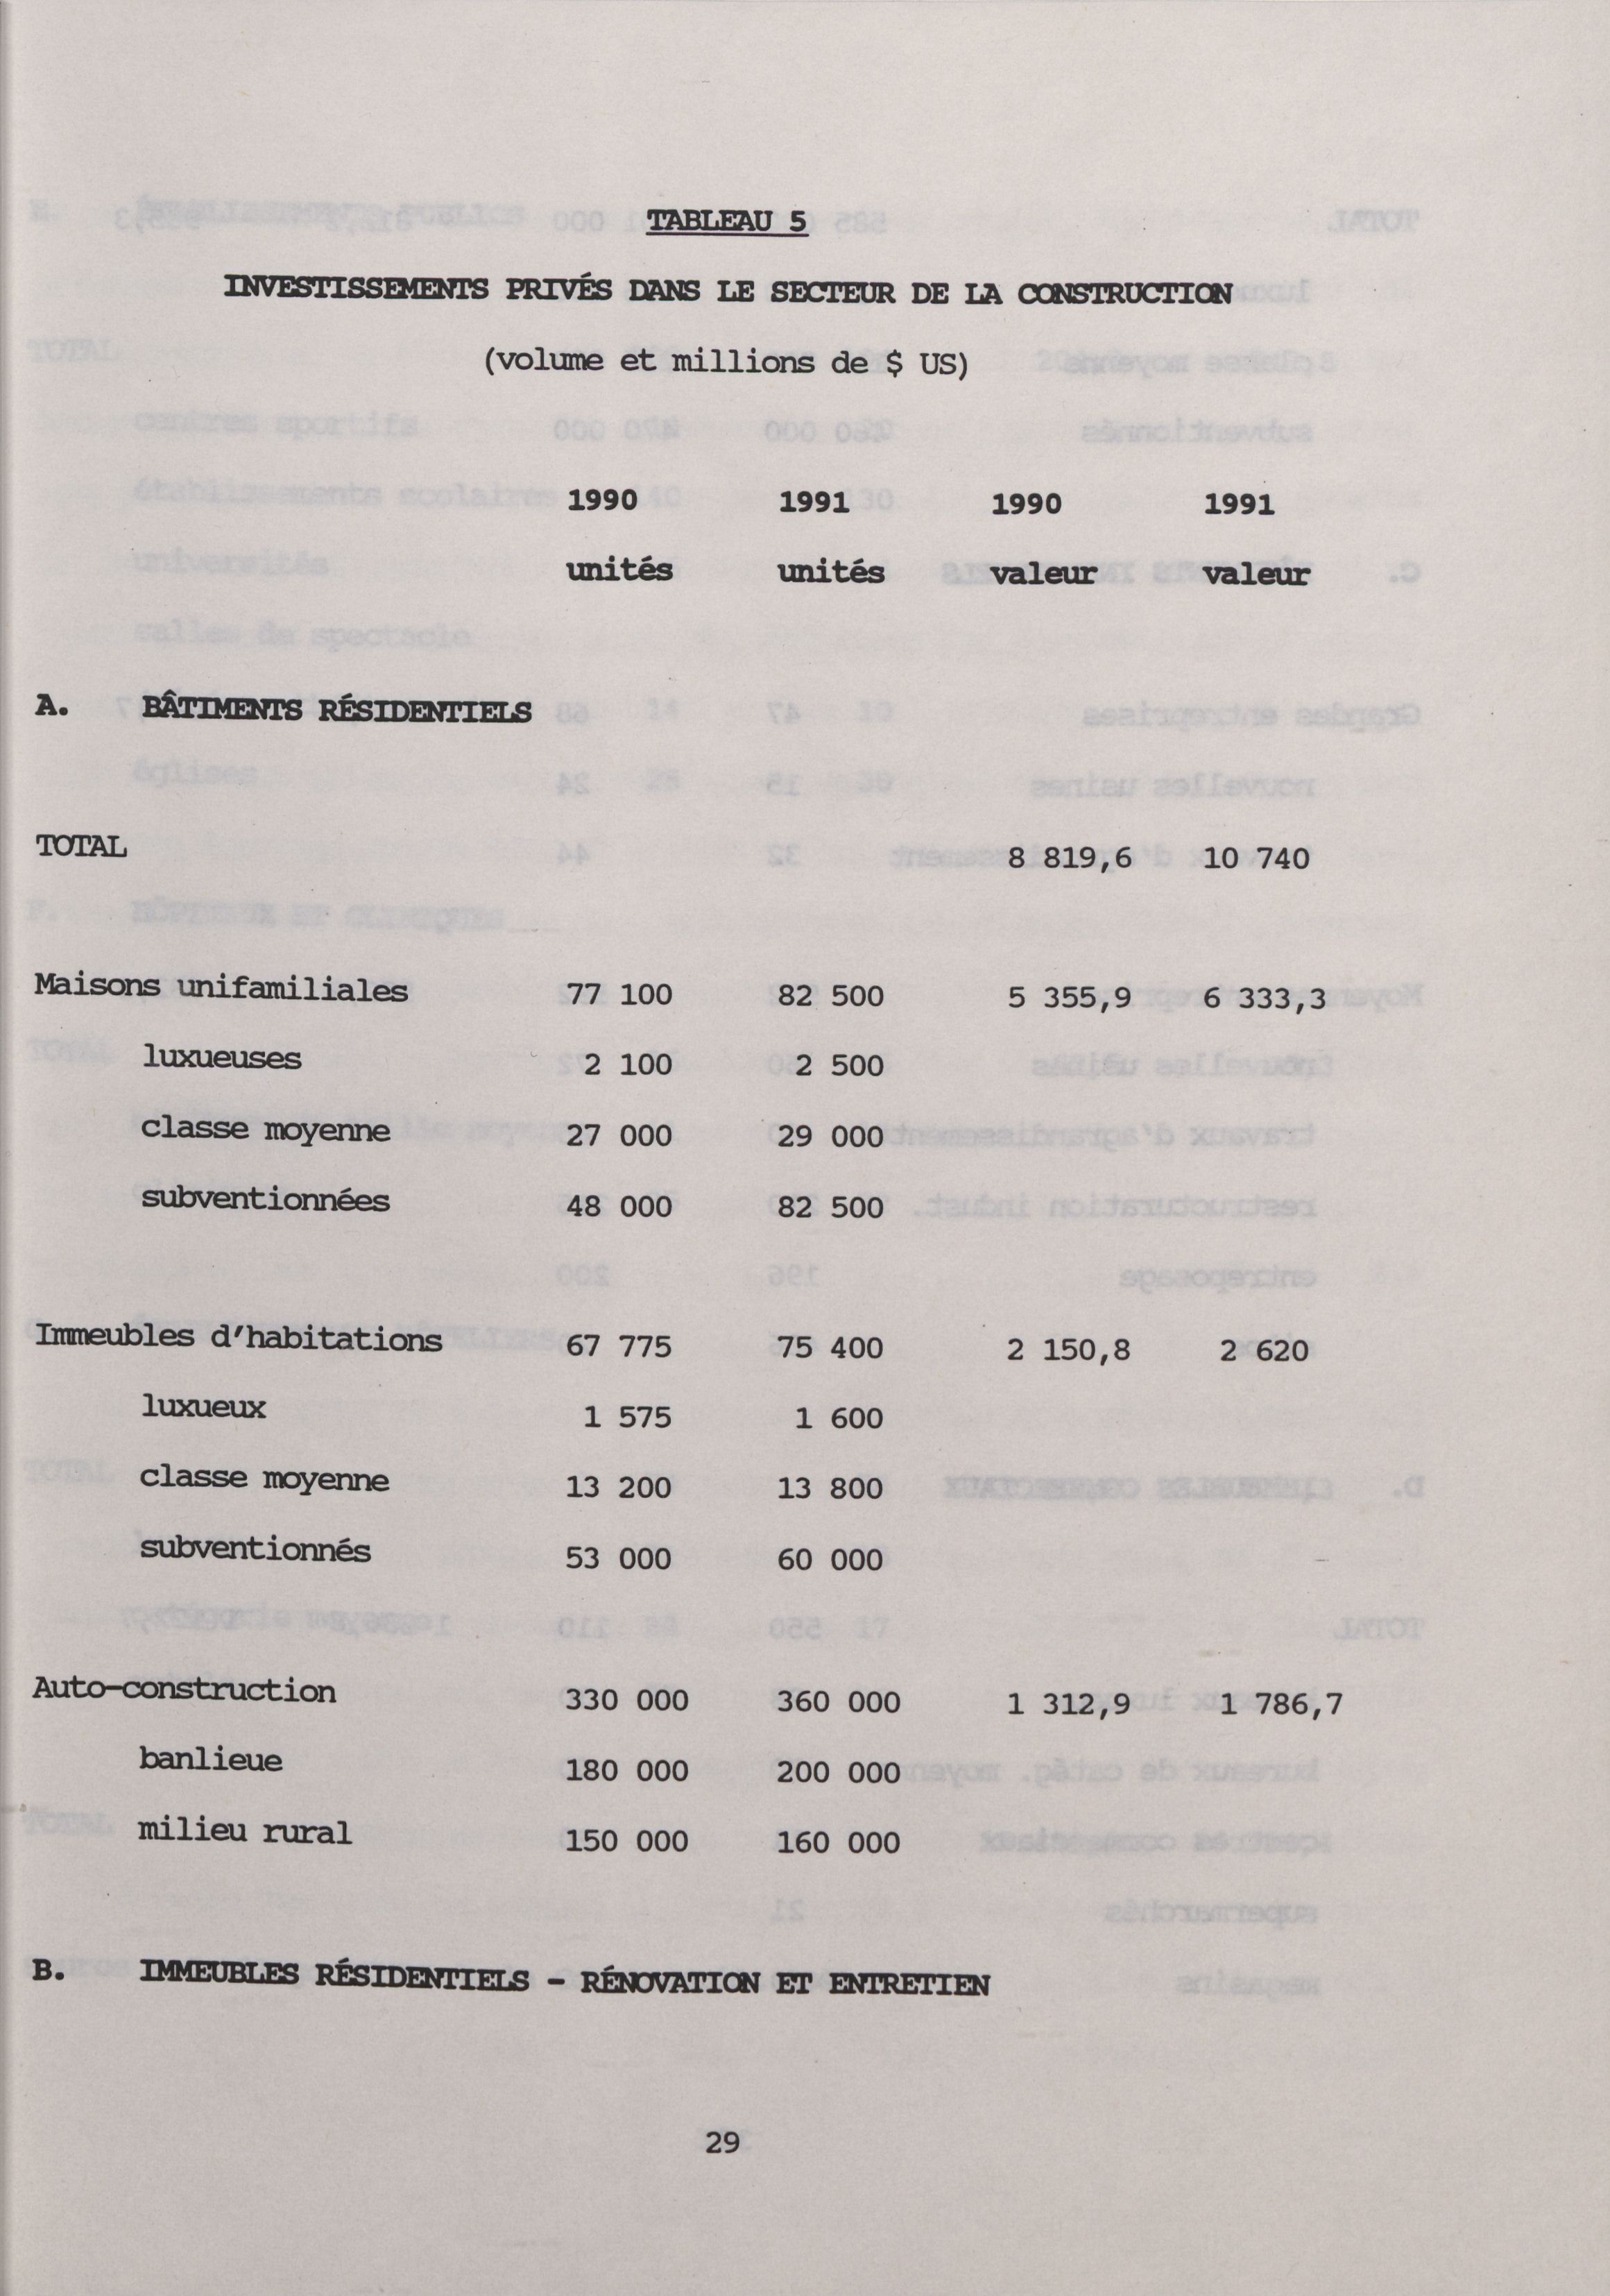 TABLEAU 5
INVESTISSEMENTS PRIVÉS DANS LE SECTEUR DE LA CONSTRUCTION
(volume et millions de $ US)
1990 1991 1990 1991
unités unités valeur valeur
A. BÂTIMENTS RÉSIDENTIELS
TOTAL 8 819,6 10 740
Maisons unifamiliales 77 100 82 500 5 355,9 6 333,3
luxueuses 2 100 2 500
classe moyenne 27 000 29 000
subventionnées 48 000 82 500
Immeubles d'habitations 67 775 75 400 2 150,8 2 620
luxueux 1 575 1 600
classe moyenne 13 200 13 800
subventionnés 53 000 60 000
Auto-construction 330 000 360 000 1 312,9 1 786,7
banlieue 180 000 200 000
milieu rural 150 000 160 000
B. IMMEUBLES RÉSIDENTIELS - RÉNOVATION ET ENTRETIEN
29